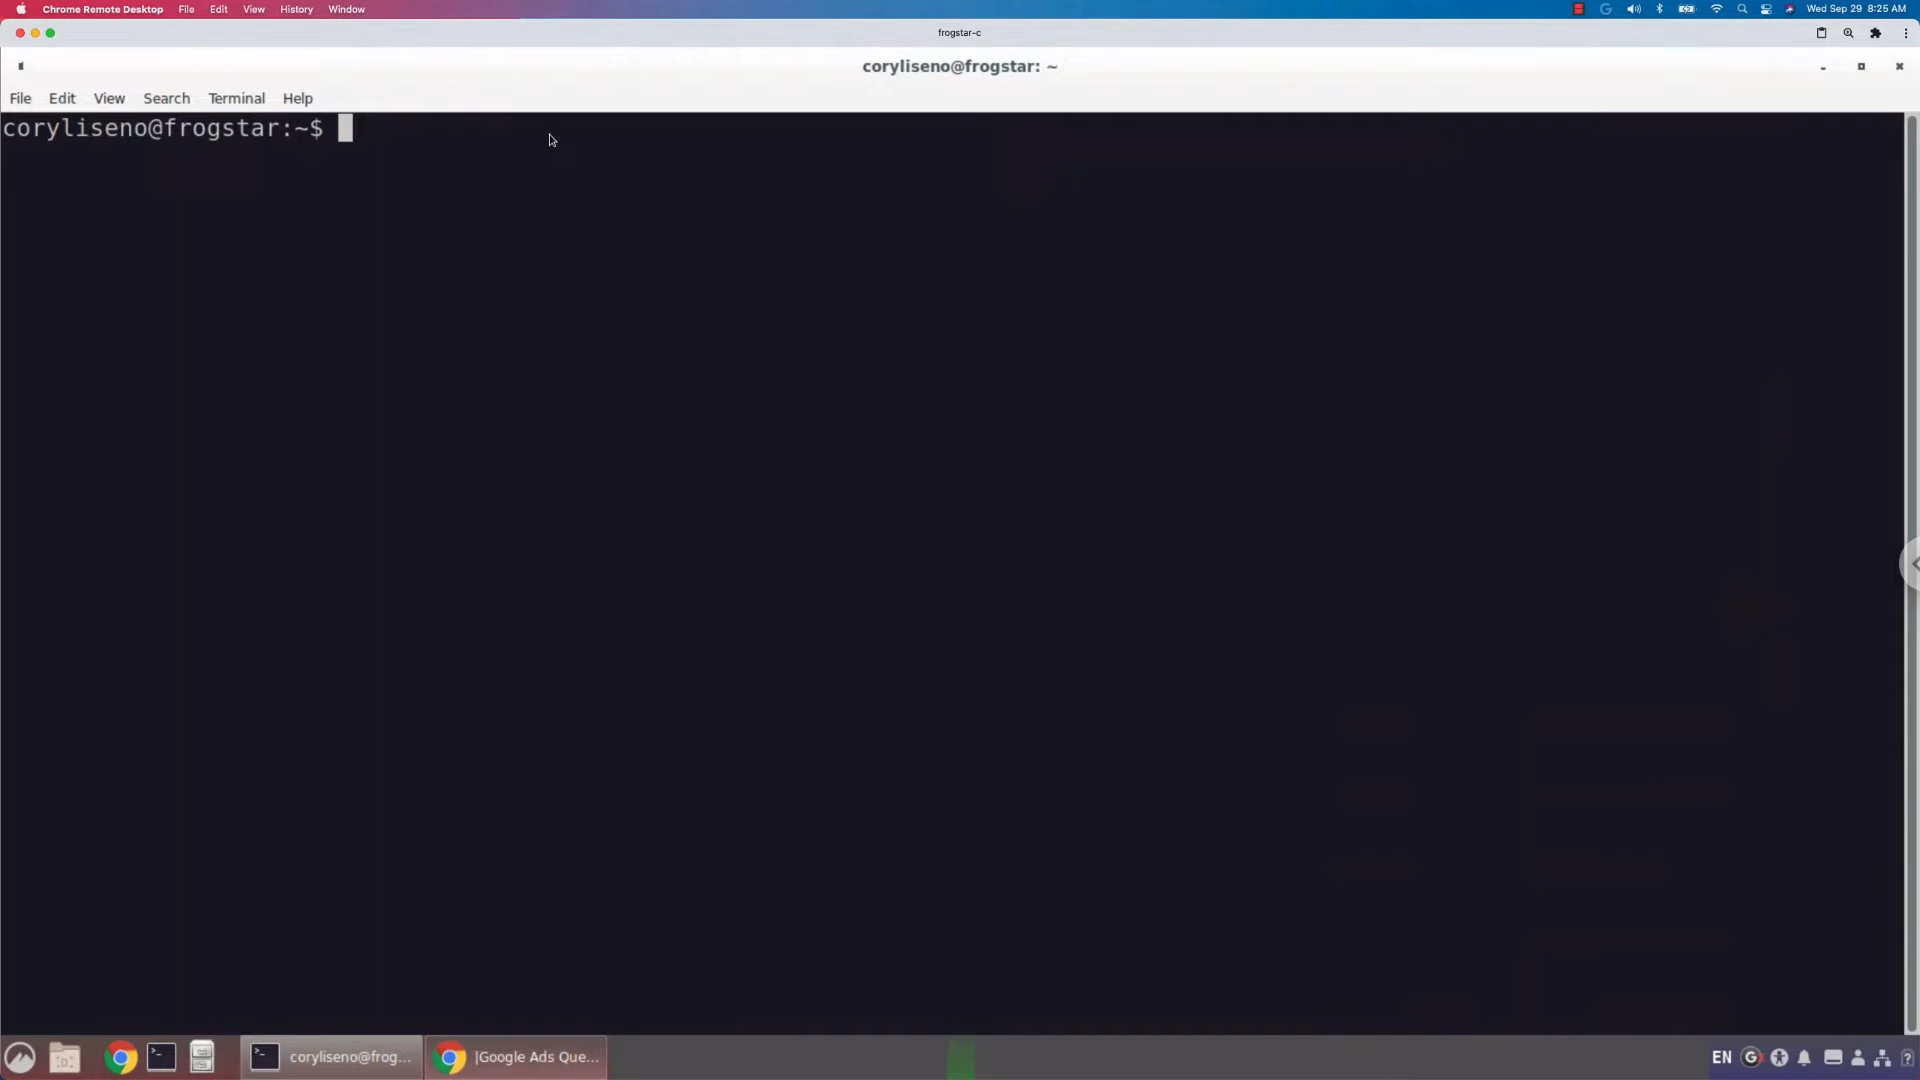 Chrome Remote Desktop File Edit View History Window Wed Sep 29 8:25 AM
frogstar-c
coryliseno@frogstar: ~
File Edit View Search Terminal Help
coryliseno@frogstar:~$
coryliseno@frog... |Google Ads Que... EN